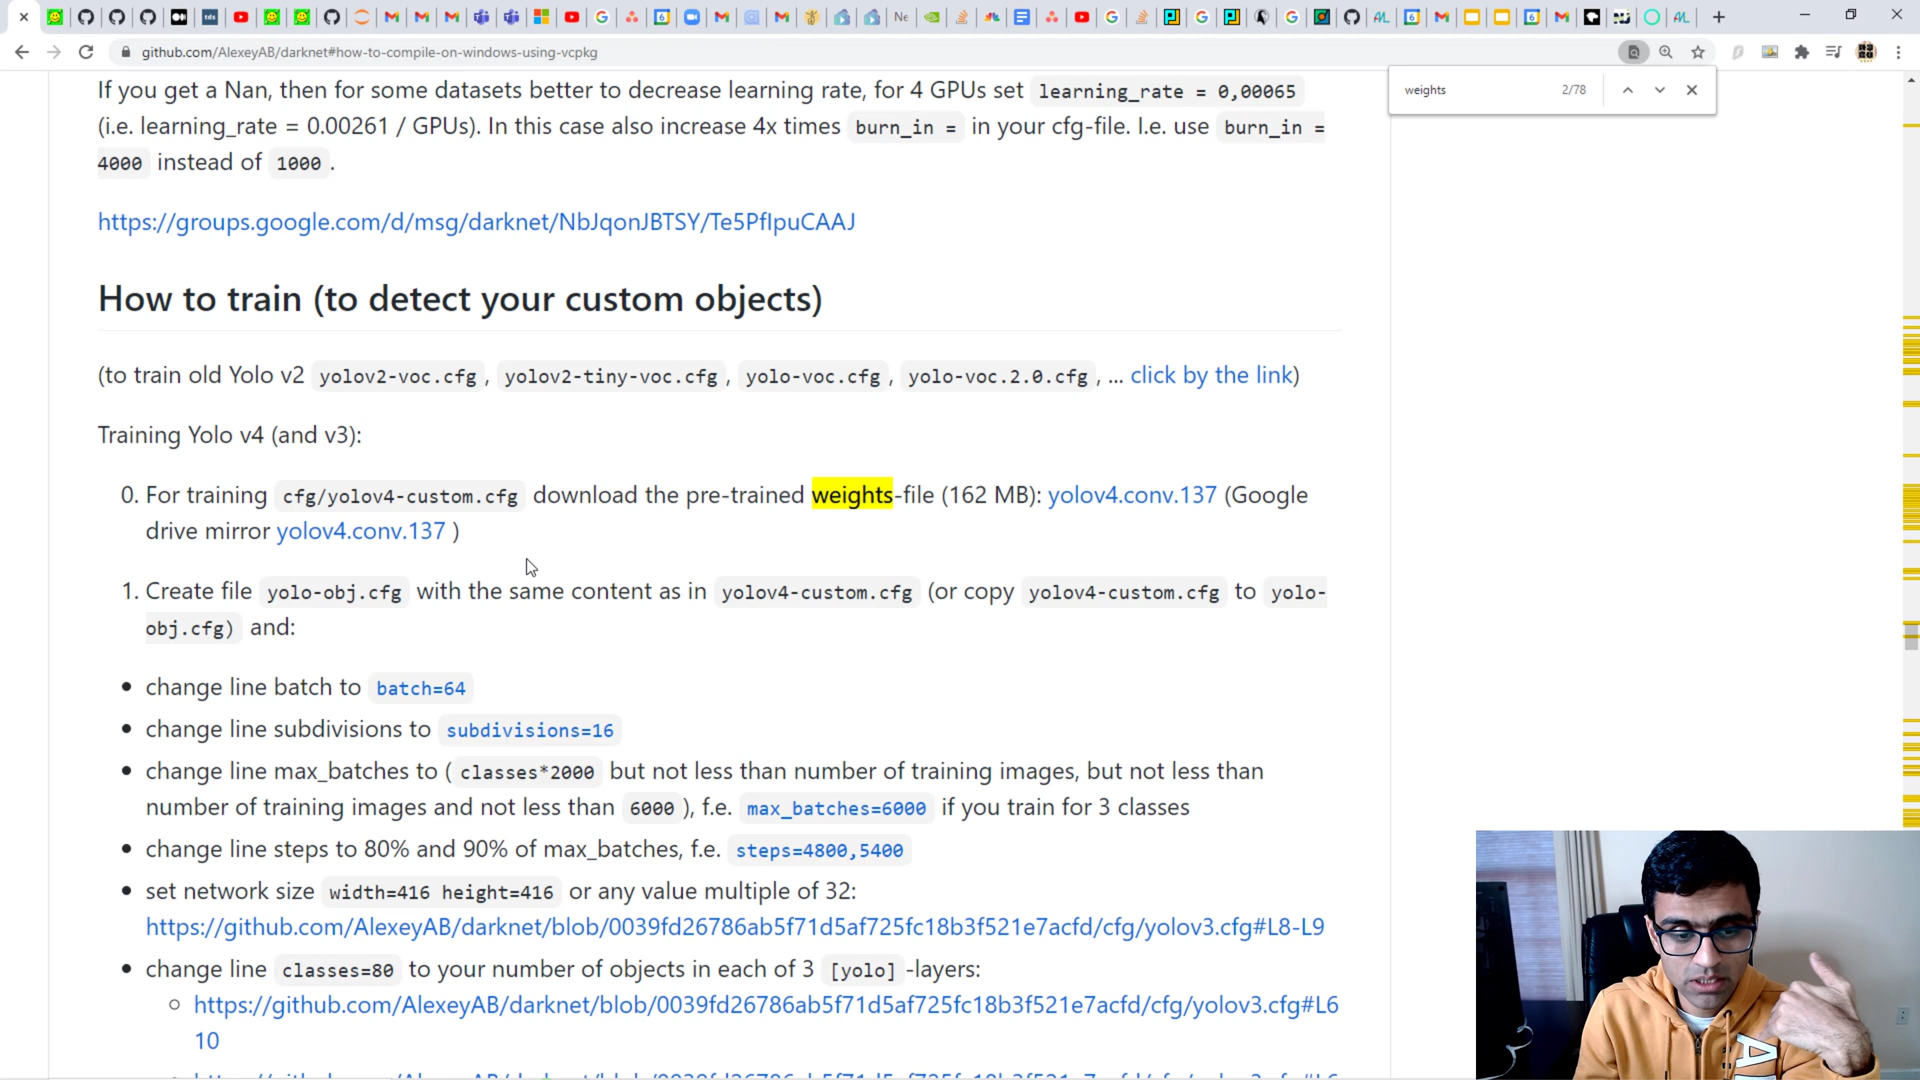 github.com/AlexeyAB/darknet#how-to-compile-on-windows-using-vcpkg
weights 2/78
If you get a Nan, then for some datasets better to decrease learning rate, for 4 GPUs set learning_rate = 0,00065
(i.e. learning_rate = 0.00261 / GPUs). In this case also increase 4x times burn_in = in your cfg-file. I.e. use burn_in =
4000 instead of 1000 .
https://groups.google.com/d/msg/darknet/NbJqonJBTSY/Te5PfIpuCAAJ
How to train (to detect your custom objects)
(to train old Yolo v2 yolov2-voc.cfg , yolov2-tiny-voc.cfg , yolo-voc.cfg , yolo-voc.2.0.cfg , ... click by the link)
Training Yolo v4 (and v3):
0. For training cfg/yolov4-custom.cfg download the pre-trained weights-file (162 MB): yolov4.conv.137 (Google
drive mirror yolov4.conv.137 )
1. Create file yolo-obj.cfg with the same content as in yolov4-custom.cfg (or copy yolov4-custom.cfg to yolo-
obj.cfg) and:
• change line batch to batch=64
• change line subdivisions to subdivisions=16
• change line max_batches to ( classes*2000 but not less than number of training images, but not less than
number of training images and not less than 6000 ), f.e. max_batches=6000 if you train for 3 classes
• change line steps to 80% and 90% of max_batches, f.e. steps=4800,5400
• set network size width=416 height=416 or any value multiple of 32:
https://github.com/AlexeyAB/darknet/blob/0039fd26786ab5f71d5af725fc18b3f521e7acfd/cfg/yolov3.cfg#L8-L9
• change line classes=80 to your number of objects in each of 3 [yolo] -layers:
https://github.com/AlexeyAB/darknet/blob/0039fd26786ab5f71d5af725fc18b3f521e7acfd/cfg/yolov3.cfg#L6
10